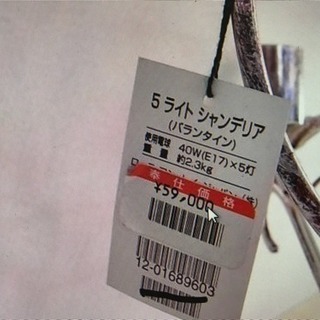 5 ライト シャンデリア
(バランタイン)
使用電球 40W(E17)×5灯
重量 約2.3kg
奉仕価格
¥59,000
12-01689603